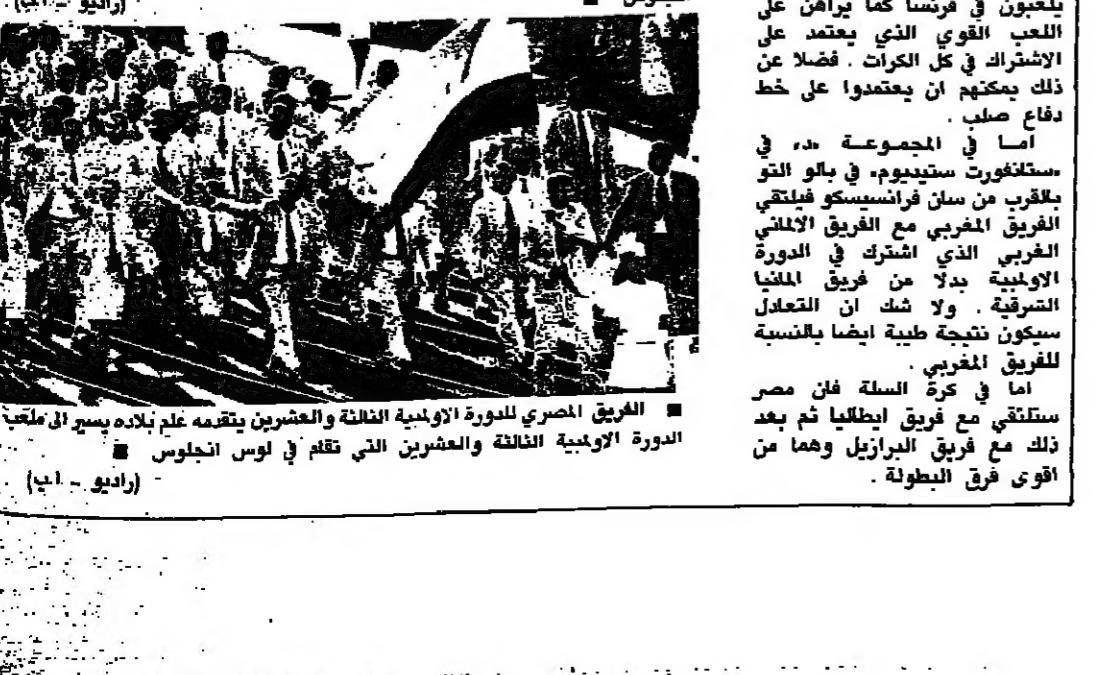 يلعبون في فرنسا كما يراهن على
اللعب القوي الذي يعتمد على
الاشتراك في كل الكرات . فضلا عن
ذلك يمكنهم ان يعتمدوا على خط
دفاع صلب .
اما في المجموعة «د» في
«ستانفورت ستيديوم» في بالو التو
بالقرب من سان فرانسيسكو فيلتقي
الفريق المغربي مع الفريق الالماني
الغربي الذي اشترك في الدورة
الاولمبية بدلا من فريق المانيا
الشرقية . ولا شك ان التعادل
سيكون نتيجة طيبة ايضا بالنسبة
للفريق المغربي .
اما في كرة السلة فان مصر
ستلتقي مع فريق ايطاليا ثم بعد
ذلك مع فريق البرازيل وهما من
اقوى فرق البطولة .
(راديو - ا.ب)
■ الفريق المصري للدورة الاولمبية الثالثة والعشرين يتقدمه علم بلاده يسير الى ملعب
الدورة الاولمبية الثالثة والعشرين التي تقام في لوس انجلوس ■
(راديو - ا.ب)